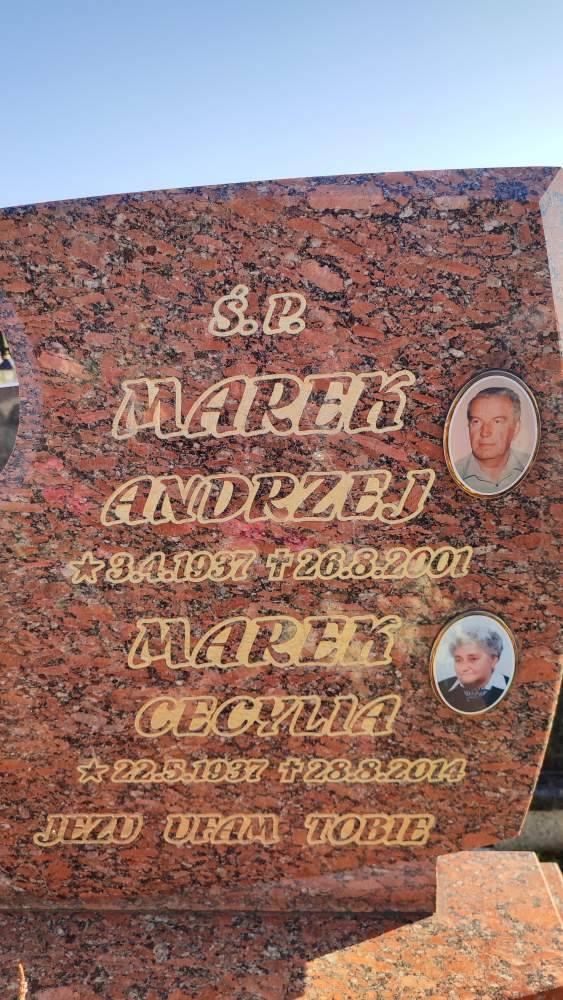 Ś.P.
MAREK
ANDRZEJ
★3.4.1937 ✝26.8.2001
MAREK
CECYLIA
★22.5.1937 ✝28.8.2014
JEZU UFAM TOBIE